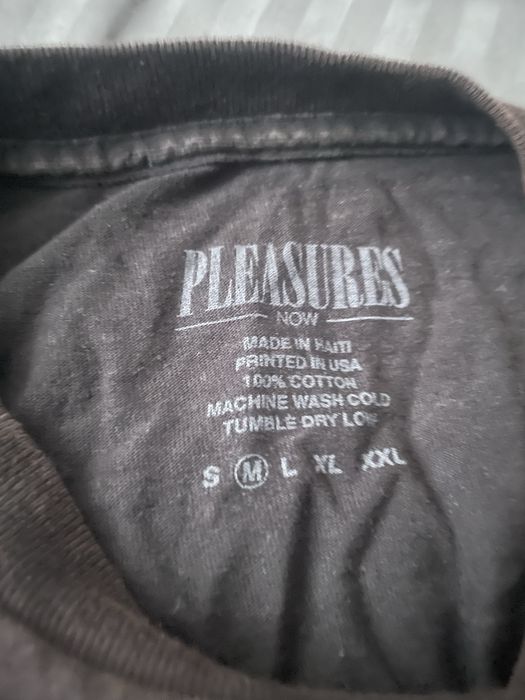 PLEASURES
NOW
MADE IN HAITI
PRINTED IN USA
100% COTTON
MACHINE WASH COLD
TUMBLE DRY LOW
S M L XL XXL